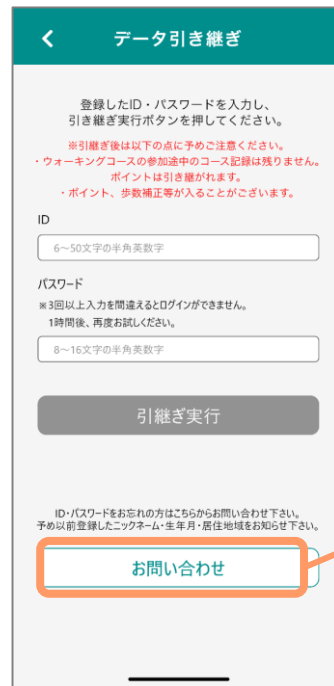 データ引き継ぎ
登録したID・パスワードを入力し、
引き継ぎ実行ボタンを押してください。
※引継ぎ後は以下の点に予めご注意ください。
・ウォーキングコースの参加途中のコース記録は残りません。
ポイントは引き継がれます。
・ポイント、歩数補正等が入ることがございます。
ID
6〜50文字の半角英数字
パスワード
※3回以上入力を間違えるとログインができません。
1時間後、再度お試しください。
8〜16文字の半角英数字
引継ぎ実行
ID・パスワードをお忘れの方はこちらからお問い合わせ下さい。
予め以前登録したニックネーム・生年月・居住地域をお知らせ下さい。
お問い合わせ